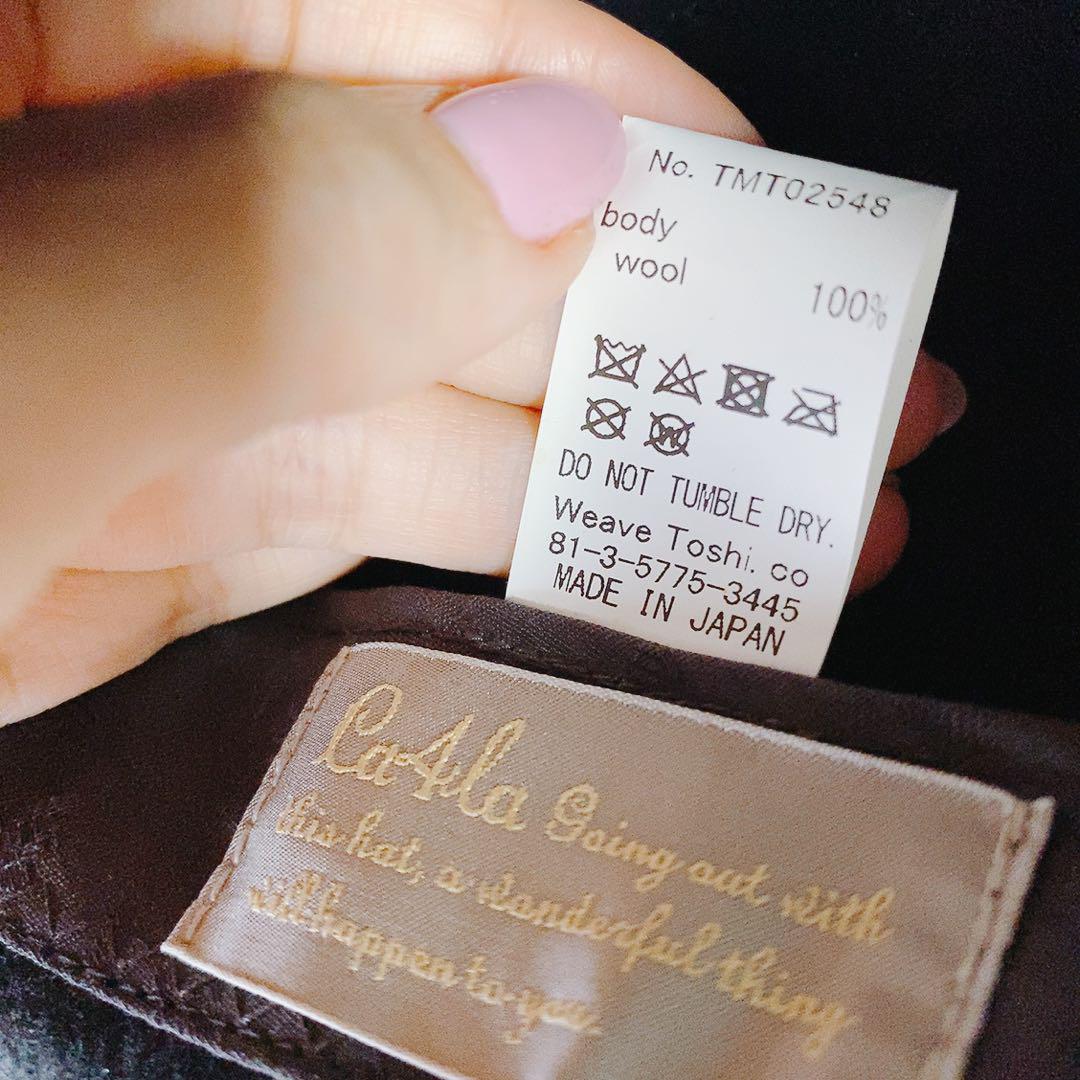 No. TMT02548
body
wool 100%
DO NOT TUMBLE DRY.
Weave Toshi. co
81-3-5775-3445
MADE IN JAPAN
Ca4la Going out with
this hat, a wonderful thing
will happen to you.